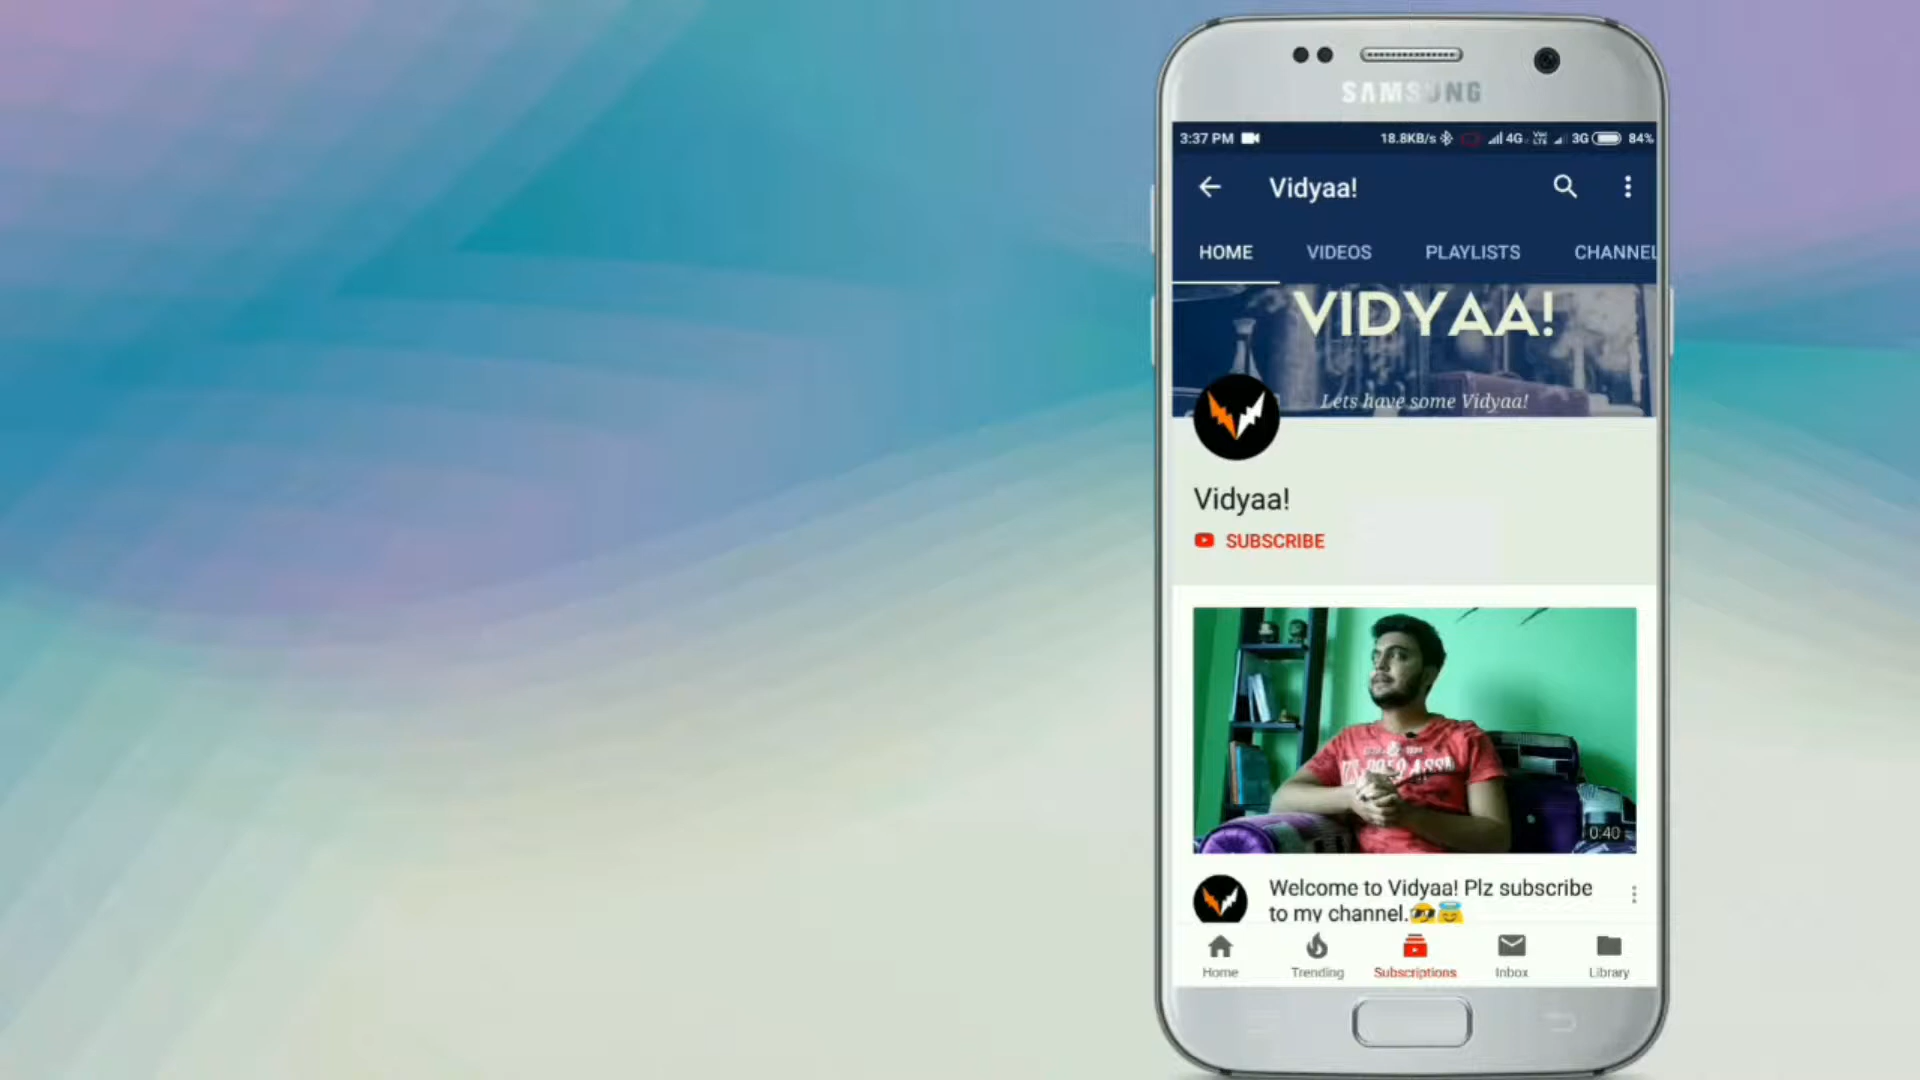 SAMSUNG
3:37 PM 18.8KB/s 4G 3G 84%
Vidyaa!
HOME VIDEOS PLAYLISTS CHANNEL
VIDYAA!
Lets have some Vidyaa!
Vidyaa!
SUBSCRIBE
0:40
Welcome to Vidyaa! Plz subscribe
to my channel.😎😇
Home Trending Subscriptions Inbox Library